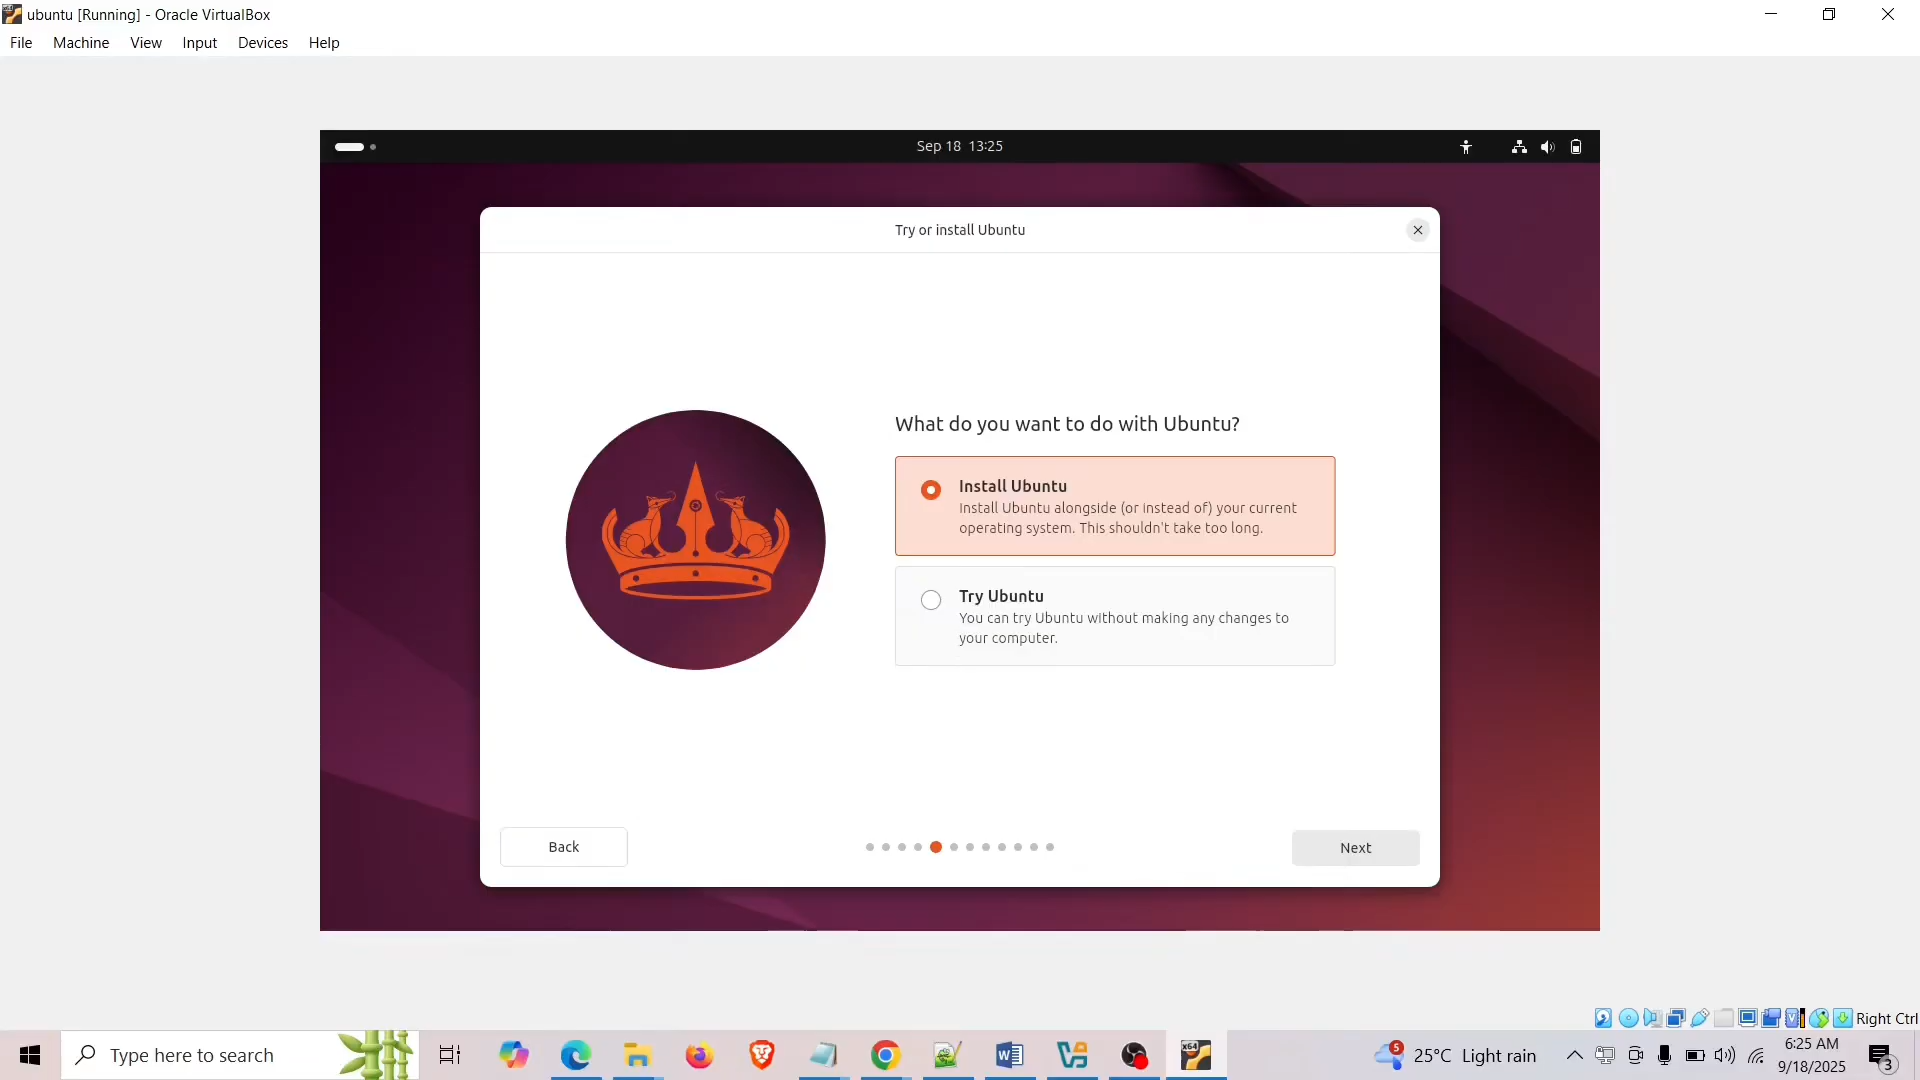 ubuntu [Running] - Oracle VirtualBox
File Machine View Input Devices Help
Sep 18 13:25
Try or install Ubuntu
What do you want to do with Ubuntu?
Install Ubuntu
Install Ubuntu alongside (or instead of) your current
operating system. This shouldn't take too long.
Try Ubuntu
You can try Ubuntu without making any changes to
your computer.
Back
Next
Right Ctrl
Type here to search
5
25°C Light rain
6:25 AM
9/18/2025
3